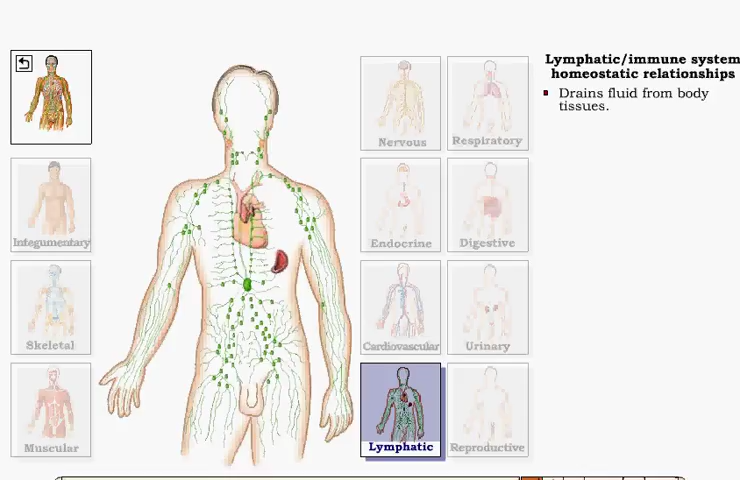 Lymphatic/immune system
homeostatic relationships
Drains fluid from body
tissues.
Nervous
Respiratory
Integumentary
Endocrine
Digestive
Skeletal
Cardiovascular
Urinary
Muscular
Lymphatic
Reproductive